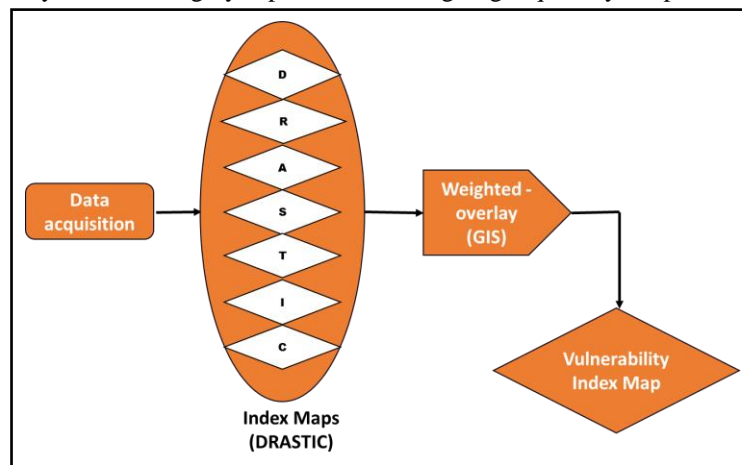 D
R
A
S
T
I
C
Data
acquisition
Weighted -
overlay
(GIS)
Vulnerability
Index Map
Index Maps
(DRASTIC)